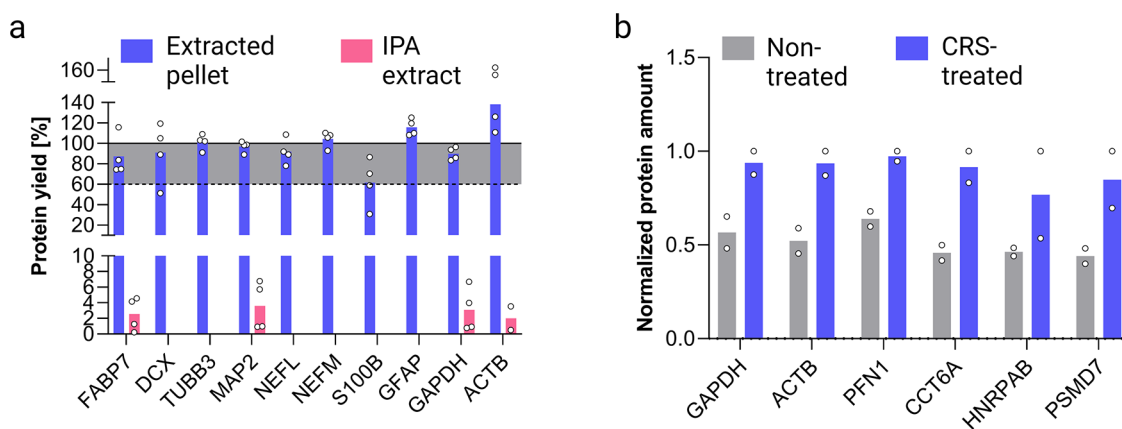 a
Extracted
pellet
IPA
extract
Protein yield [%]
160
140
120
100
80
60
40
20
10
8
6
4
2
0
FABP7
DCX
TUBB3
MAP2
NEFL
NEFM
S100B
GFAP
GAPDH
ACTB
b
Non-
treated
CRS-
treated
Normalized protein amount
1.5
1.0
0.5
0.0
GAPDH
ACTB
PFN1
CCT6A
HNRPAB
PSMD7